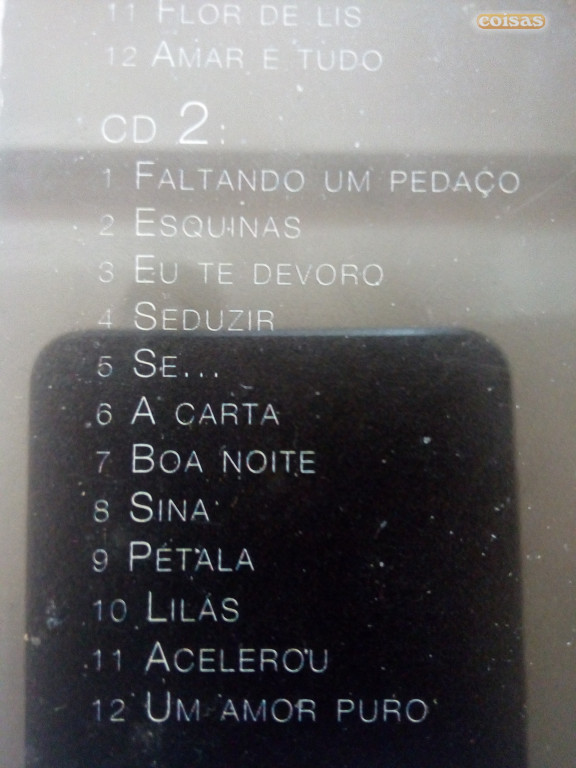 coisas
11 FLOR DE LIS
12 AMAR E TUDO
CD 2:
1 FALTANDO UM PEDAÇO
2 ESQUINAS
3 EU TE DEVORO
4 SEDUZIR
5 SE...
6 A CARTA
7 BOA NOITE
8 SINA
9 PÉTALA
10 LILÁS
11 ACELEROU
12 UM AMOR PURO